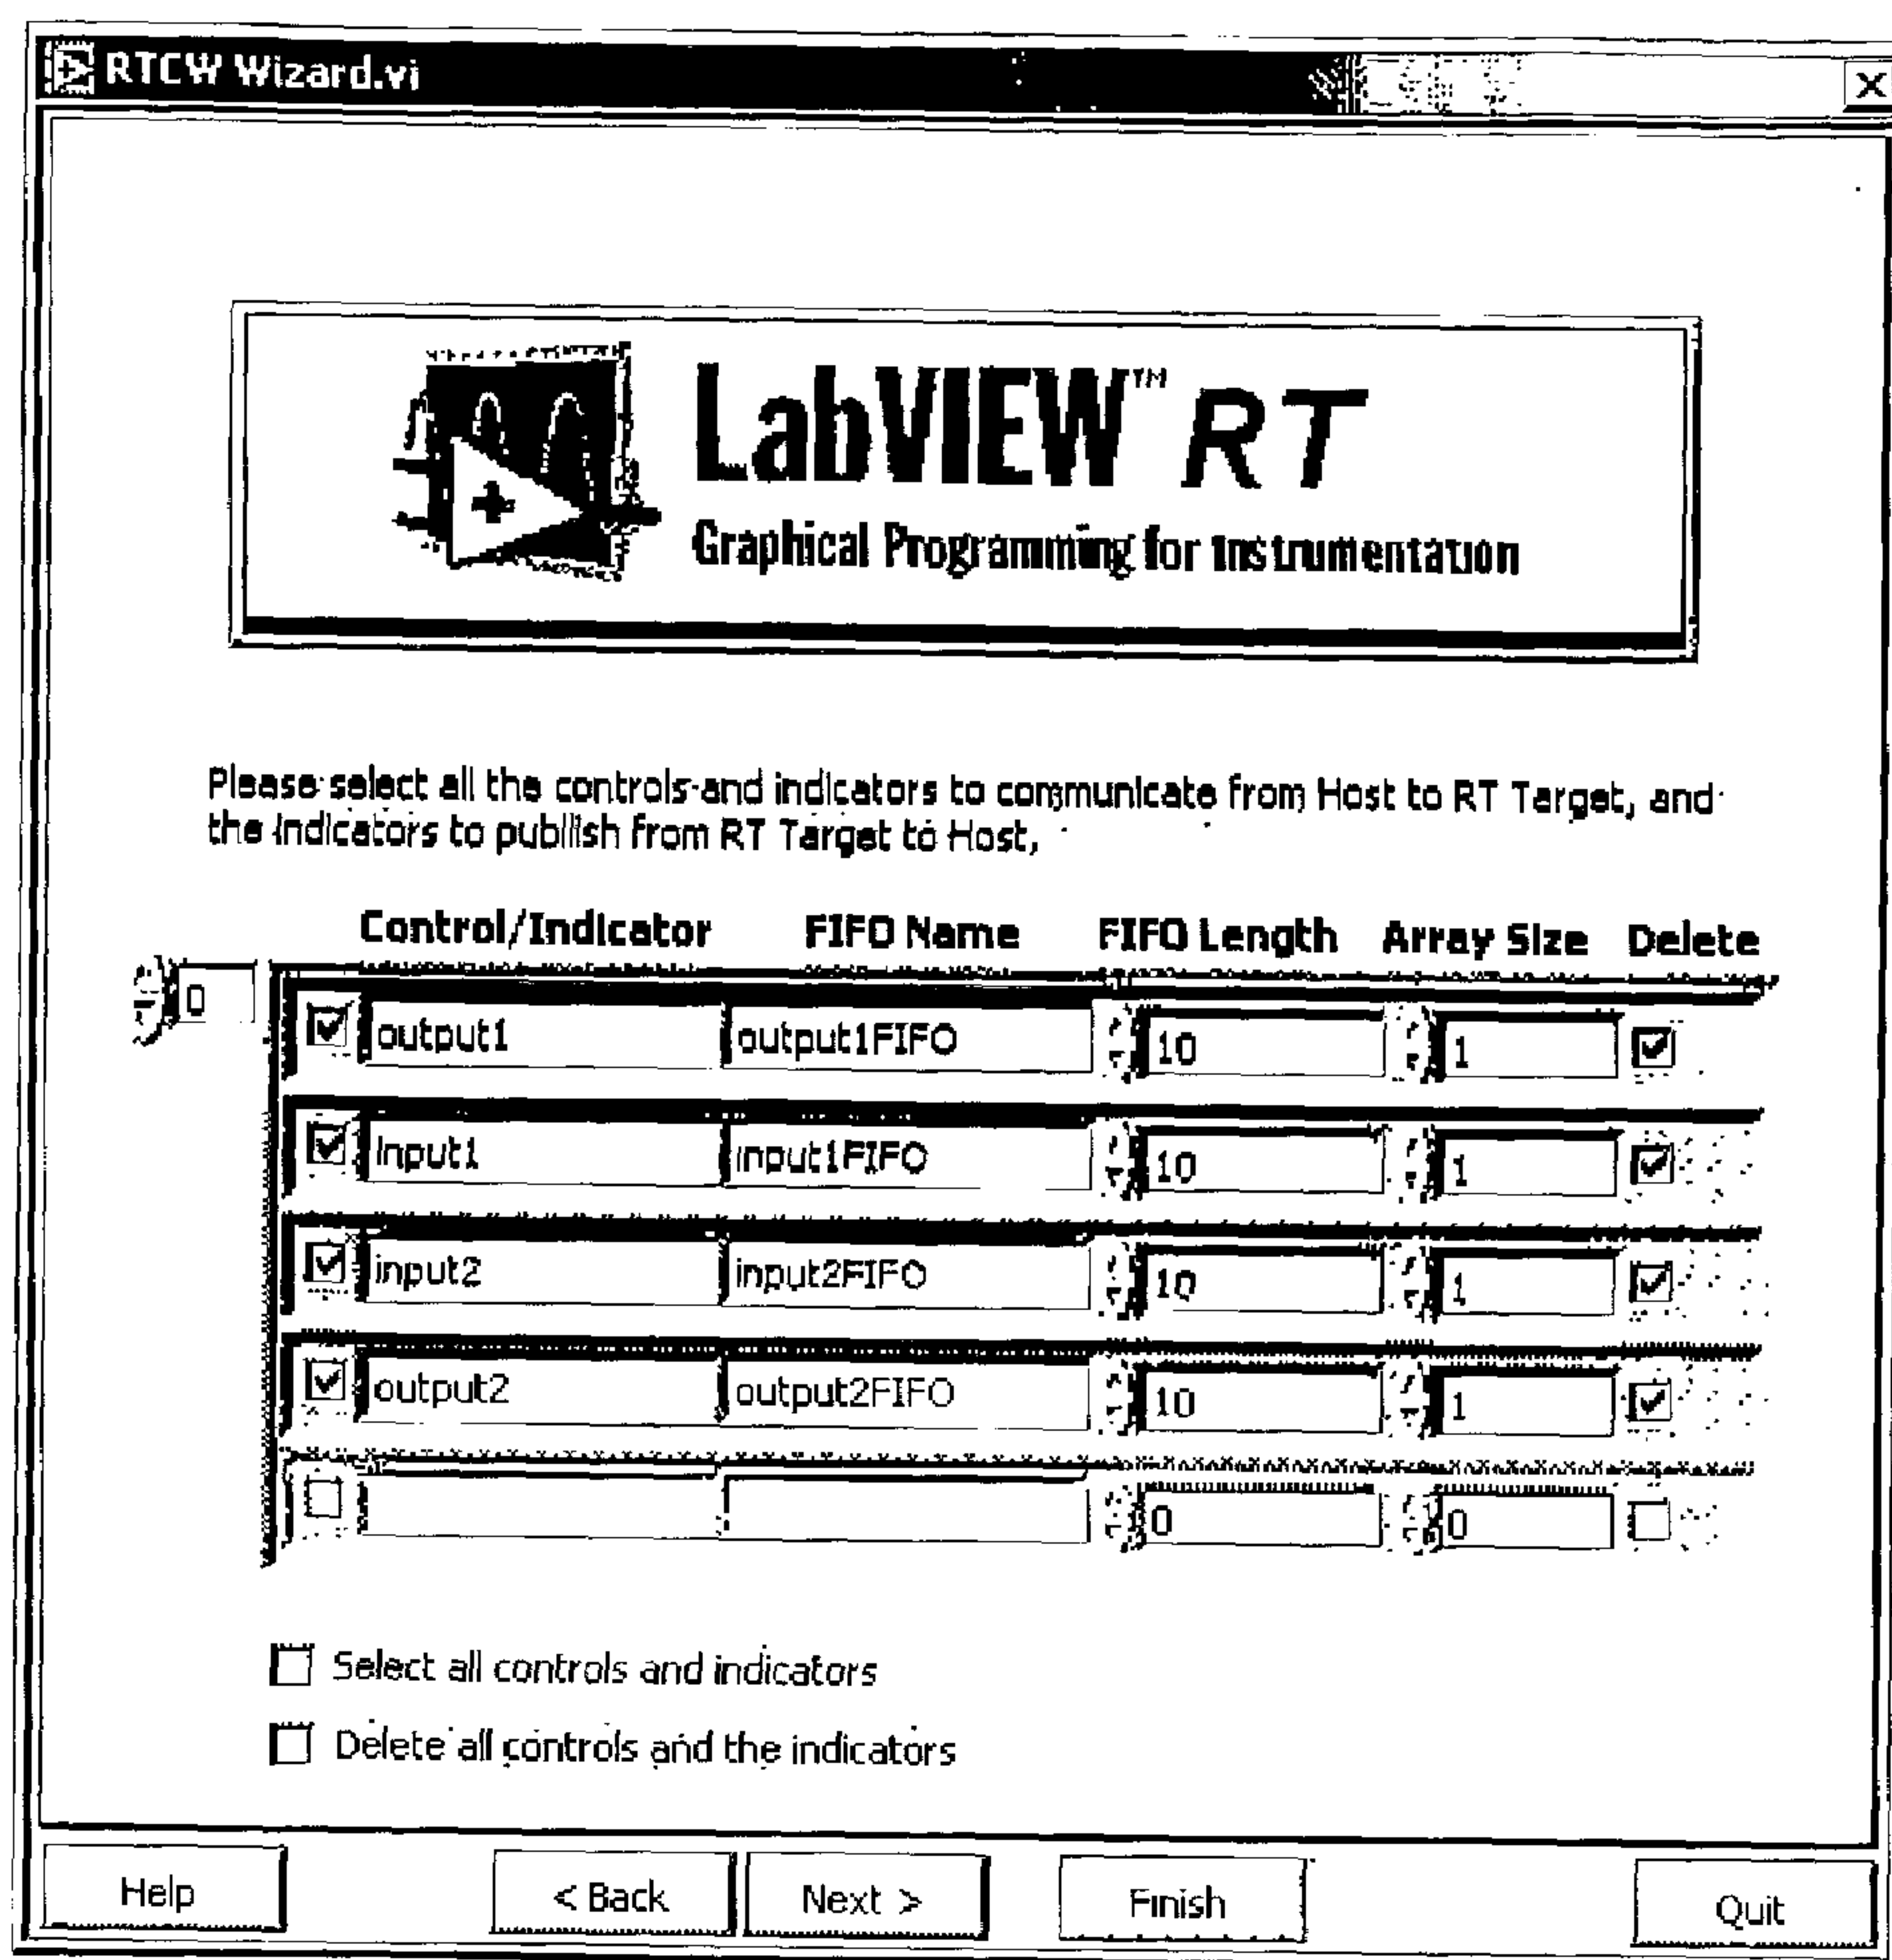 RTCW Wizard.vi
LabVIEW™ RT
Graphical Programming for Instrumentation
Please select all the controls and indicators to communicate from Host to RT Target, and
the indicators to publlish from RT Target to Host,
Control/Indicator FIFO Name FIFO Length Array Size Delete
0
output1 output1FIFO 10 1
input1 input1FIFO 10 1
input2 input2FIFO 10 1
output2 output2FIFO 10 1
0 0
Select all controls and indicators
Delete all controls and the indicators
Help < Back Next > Finish Quit